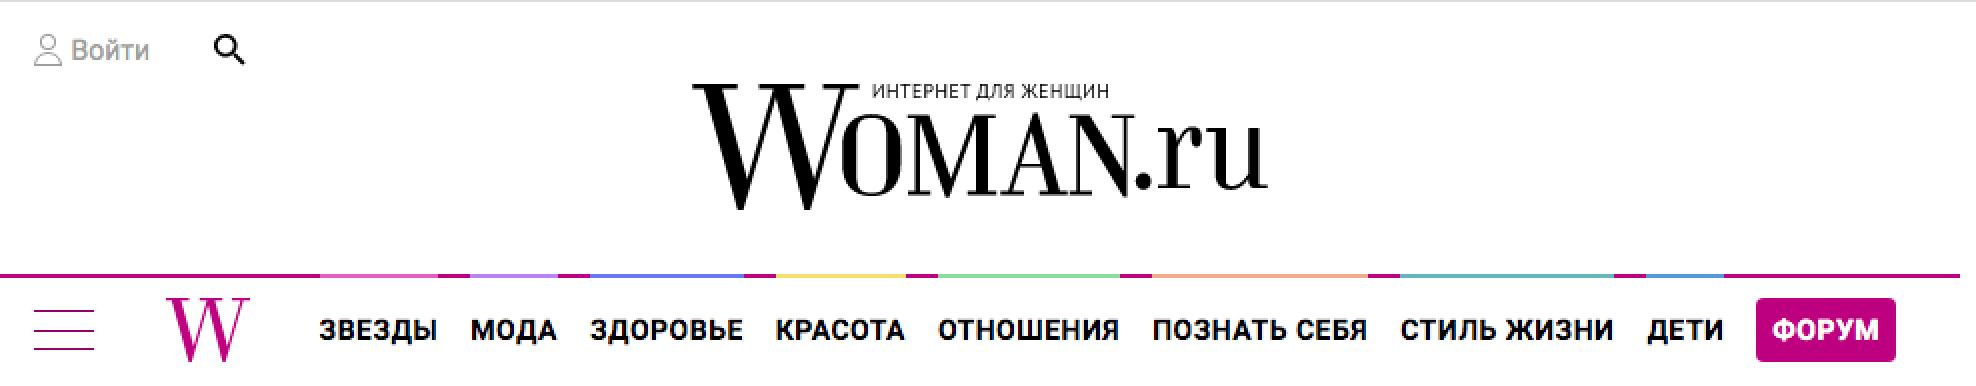 Войти
ИНТЕРНЕТ ДЛЯ ЖЕНЩИН
WOMAN.ru
W ЗВЕЗДЫ МОДА ЗДОРОВЬЕ КРАСОТА ОТНОШЕНИЯ ПОЗНАТЬ СЕБЯ СТИЛЬ ЖИЗНИ ДЕТИ ФОРУМ